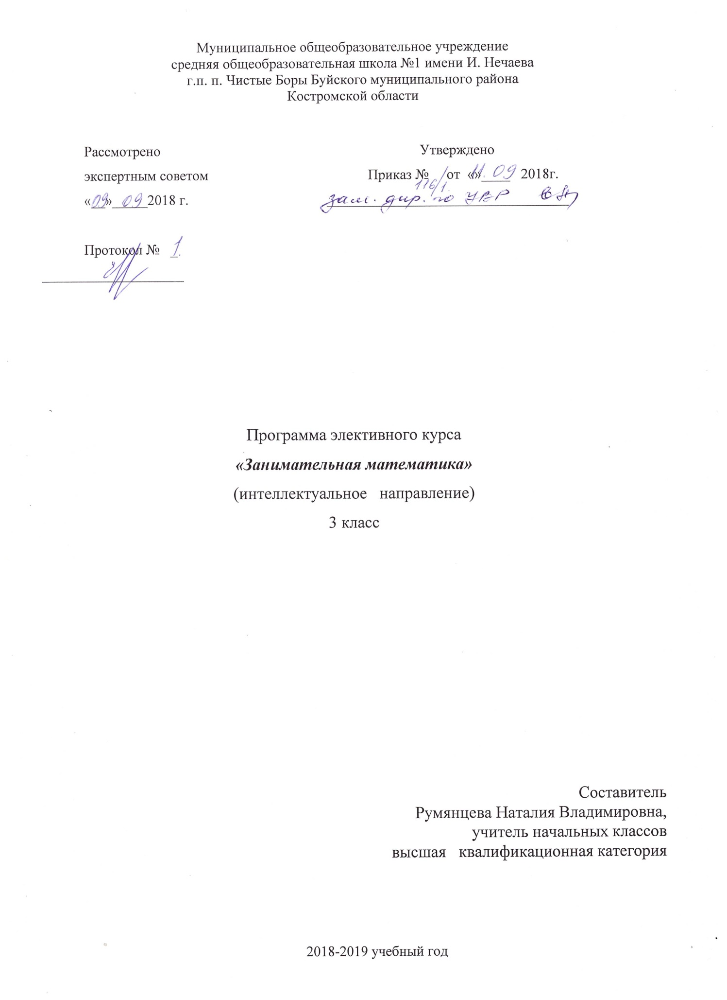 Муниципальное общеобразовательное учреждение
средняя общеобразовательная школа №1 имени И. Нечаева
г.п. п. Чистые Боры Буйского муниципального района
Костромской области
Рассмотрено
экспертным советом
«09» 09 2018 г.
Протокол № 1.
Утверждено
Приказ № 116/1. от «11». 09 2018г.
зам. дир. по УВР
Программа элективного курса
«Занимательная математика»
(интеллектуальное направление)
3 класс
Составитель
Румянцева Наталия Владимировна,
учитель начальных классов
высшая квалификационная категория
2018-2019 учебный год